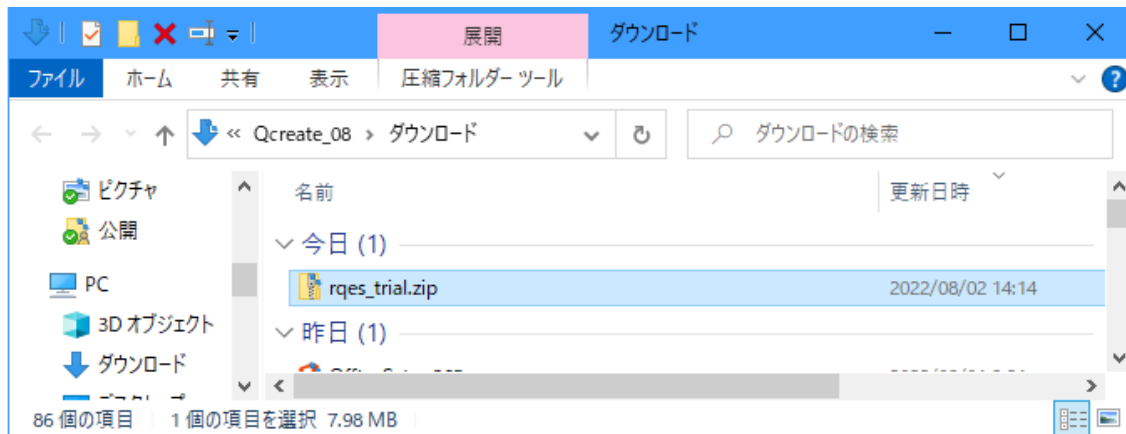 展開 ダウンロード
ファイル ホーム 共有 表示 圧縮フォルダー ツール
« Qcreate_08 › ダウンロード ダウンロードの検索
ピクチャ
公開
PC
3D オブジェクト
ダウンロード
名前 更新日時
今日 (1)
rqes_trial.zip 2022/08/02 14:14
昨日 (1)
86 個の項目 1 個の項目を選択 7.98 MB